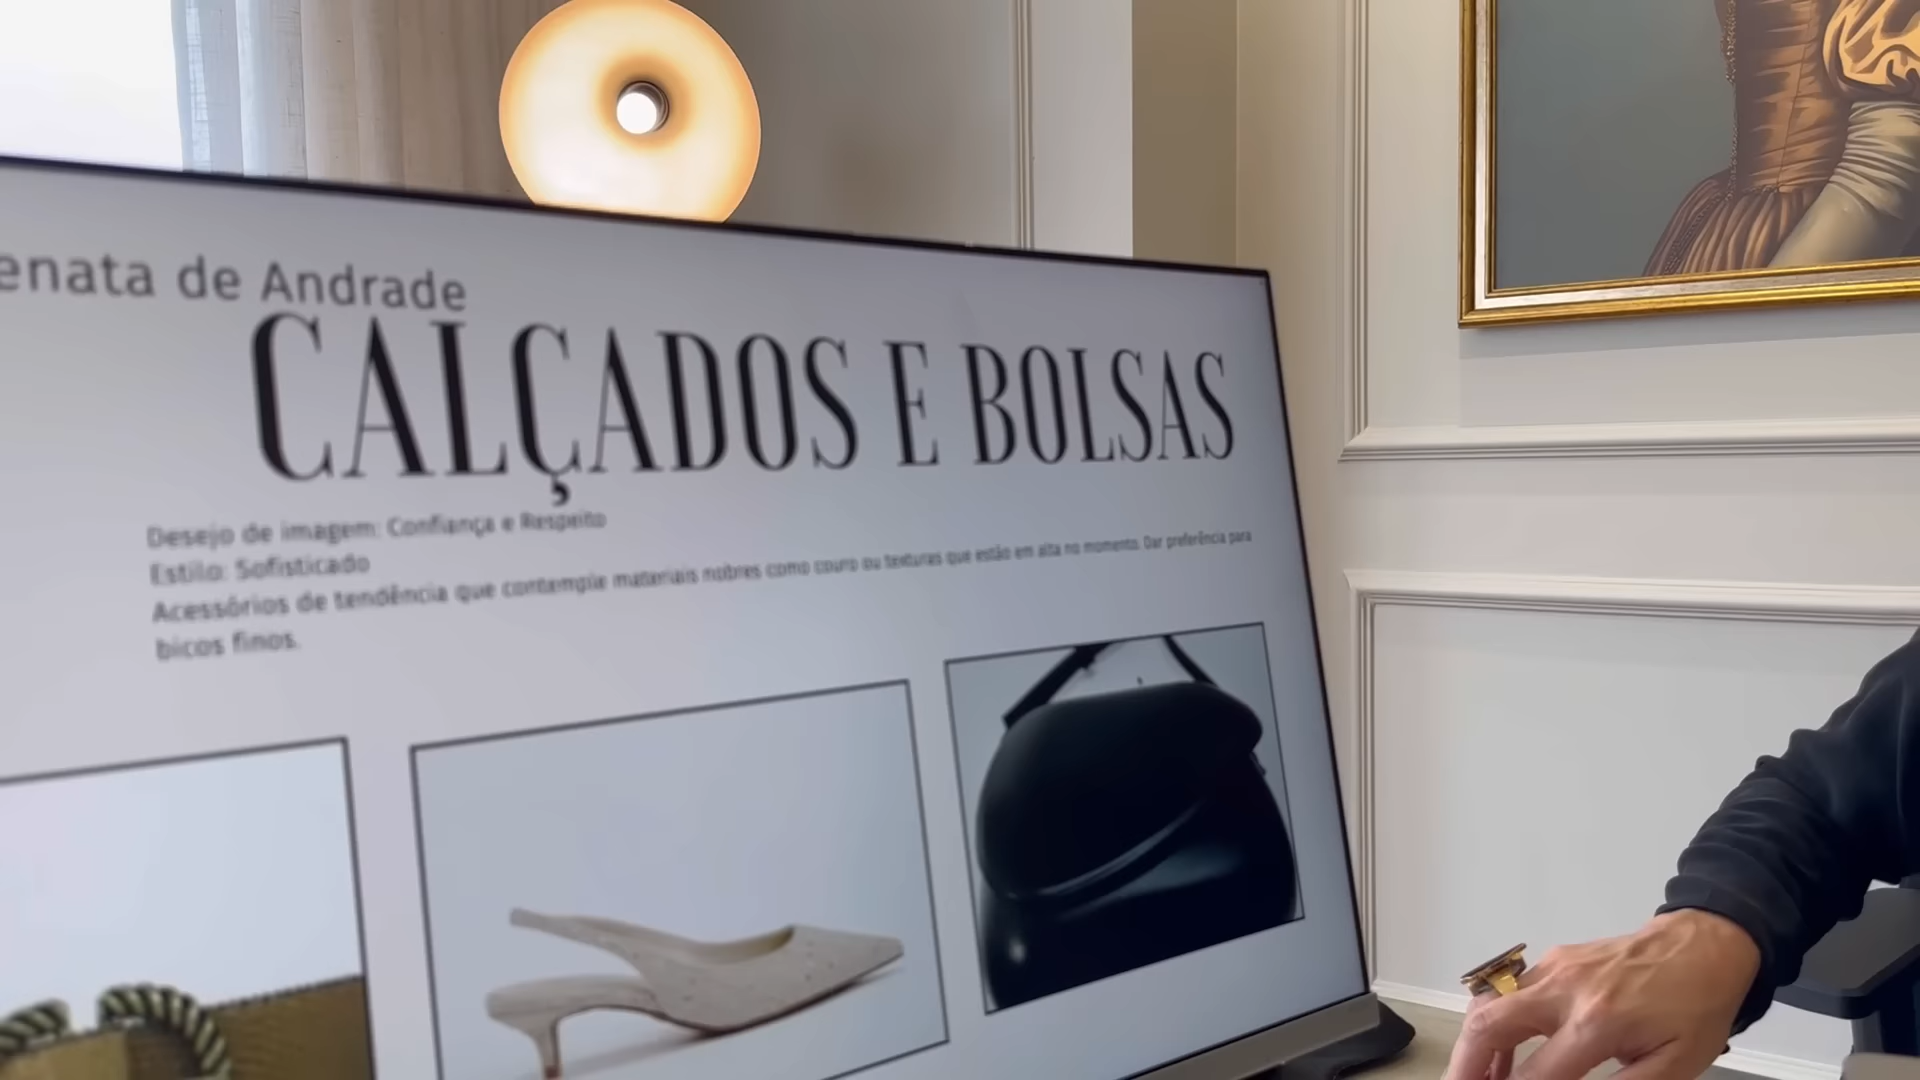 enata de Andrade
CALÇADOS E BOLSAS
Desejo de imagem: Confiança e Respeito
Estilo: Sofisticado
Acessórios de tendência que contemple materiais nobres como couro ou texturas que estão em alta no momento. Dar preferência para
bicos finos.